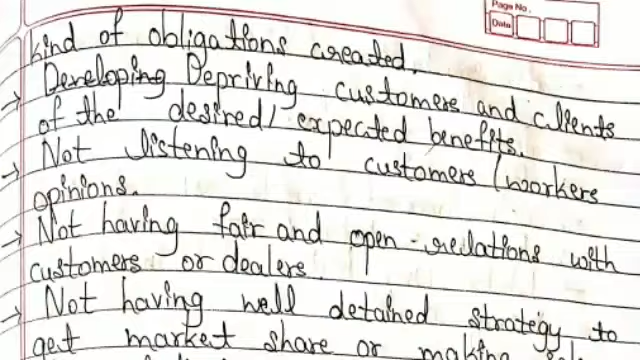 Page No.
Date
kind of obligations created.
→ Developing Depriving customers and clients
of the desired/ expected benefits.
→ Not listening to customers /workers
opinions.
→ Not having fair and open relations with
customers or dealers.
→ Not having well detained strategy to
get market share or making